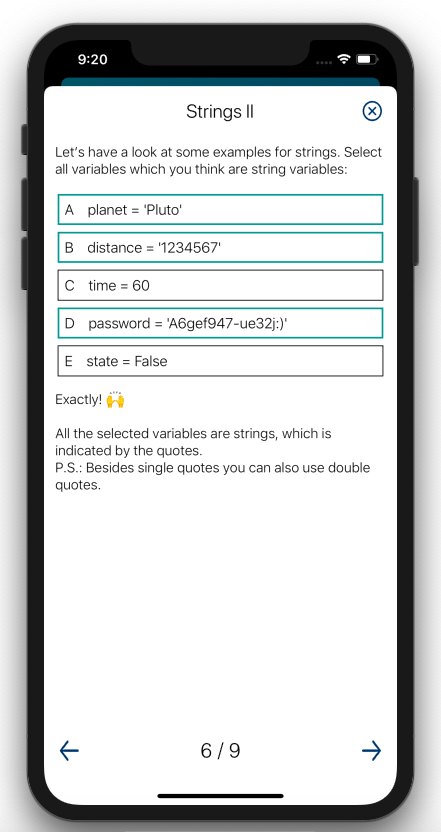 9:20
Strings II
Let's have a look at some examples for strings. Select
all variables which you think are string variables:
A planet = 'Pluto'
B distance = '1234567'
C time = 60
D password = 'A6gef947-ue32j:)'
E state = False
Exactly! 🙌
All the selected variables are strings, which is
indicated by the quotes.
P.S.: Besides single quotes you can also use double
quotes.
6 / 9